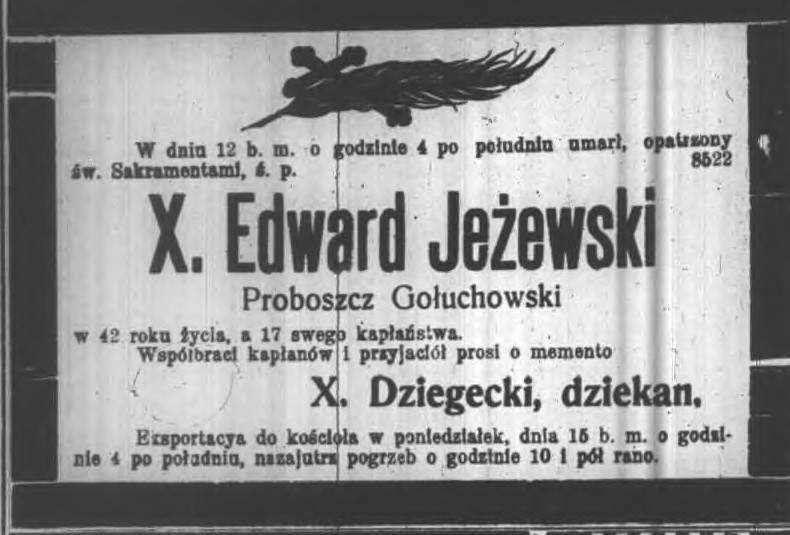 W dniu 12 b. m. o godzinie 4 po południu umarł, opatrzony
św. Sakramentami, ś. p.
8522
X. Edward Jeżewski
Proboszcz Gołuchowski
w 42 roku życia, a 17 swego kapłaństwa.
Współbraci kapłanów i przyjaciół prosi o memento
X. Dziegecki, dziekan.
Eksportacya do kościoła w poniedziałek, dnia 15 b. m. o godzi-
nie 4 po południu, nazajutrz pogrzeb o godzinie 10 i pół rano.